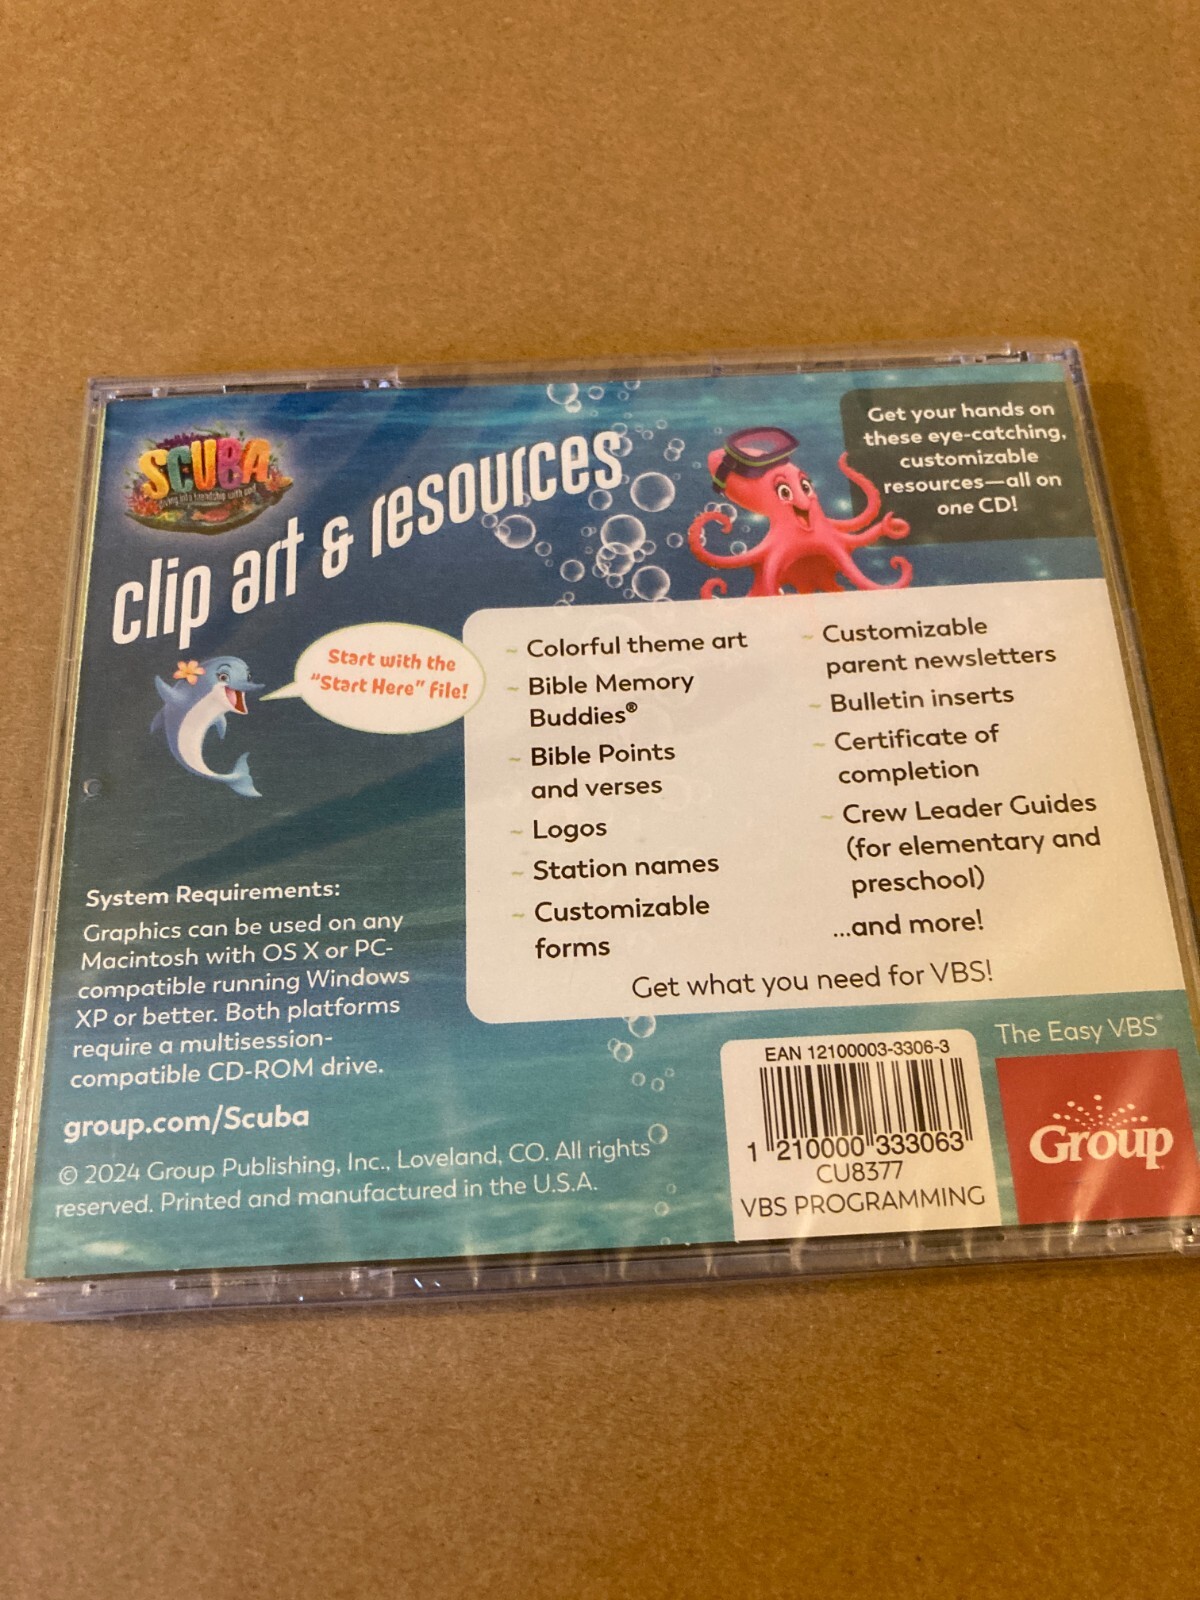 SCUBA
diving into friendship with God
clip art & resources
Get your hands on
these eye-catching,
customizable
resources—all on
one CD!
Start with the
"Start Here" file!
~ Colorful theme art
~ Bible Memory
Buddies®
~ Bible Points
and verses
~ Logos
~ Station names
~ Customizable
forms
~ Customizable
parent newsletters
~ Bulletin inserts
~ Certificate of
completion
~ Crew Leader Guides
(for elementary and
preschool)
...and more!
Get what you need for VBS!
System Requirements:
Graphics can be used on any
Macintosh with OS X or PC-
compatible running Windows
XP or better. Both platforms
require a multisession-
compatible CD-ROM drive.
group.com/Scuba
© 2024 Group Publishing, Inc., Loveland, CO. All rights
reserved. Printed and manufactured in the U.S.A.
EAN 12100003-3306-3
1 210000 333063
CU8377
VBS PROGRAMMING
The Easy VBS®
Group